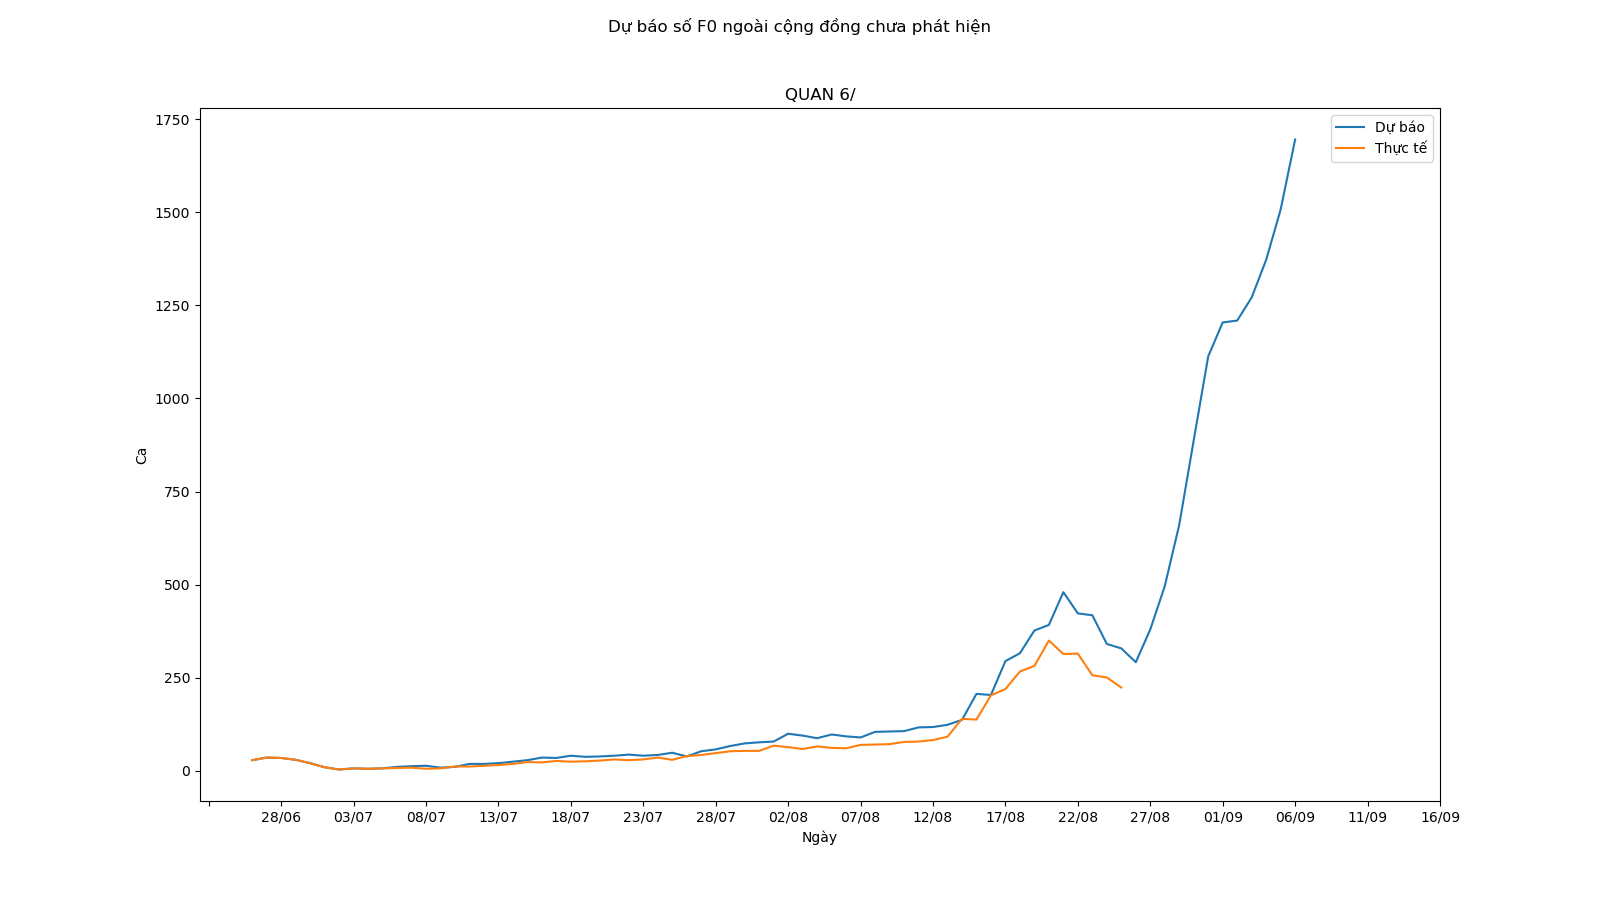 Dự báo số F0 ngoài cộng đồng chưa phát hiện
QUAN 6/
1750
1500
1250
1000
750
500
250
0
Ca
Dự báo
Thực tế
28/06 03/07 08/07 13/07 18/07 23/07 28/07 02/08 07/08 12/08 17/08 22/08 27/08 01/09 06/09 11/09 16/09
Ngày